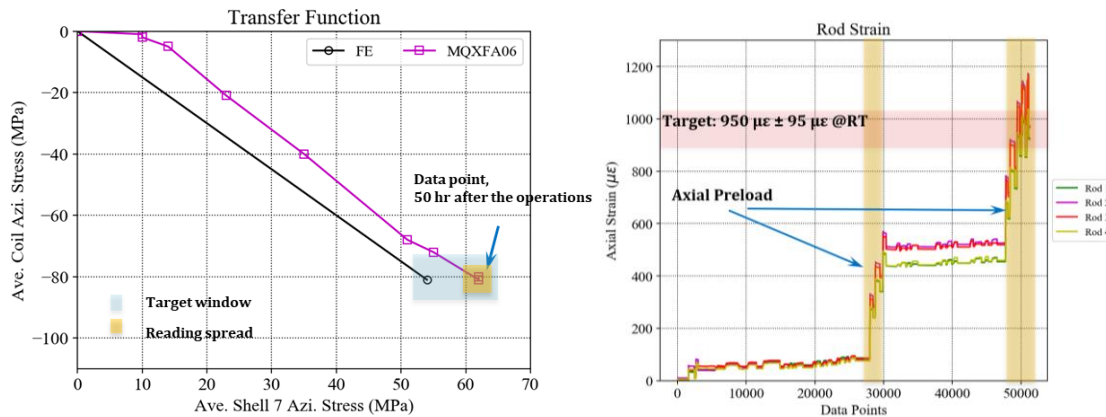 Transfer Function
FE
MQXFA06
0
−20
−40
−60
−80
−100
Ave. Coil Azi. Stress (MPa)
Data point,
50 hr after the operations
Target window
Reading spread
0 10 20 30 40 50 60 70
Ave. Shell 7 Azi. Stress (MPa)
Rod Strain
1200
1000
800
600
400
200
0
Axial Strain (με)
Target: 950 με ± 95 με @RT
Axial Preload
Rod
Rod
Rod
Rod
0 10000 20000 30000 40000 50000
Data Points